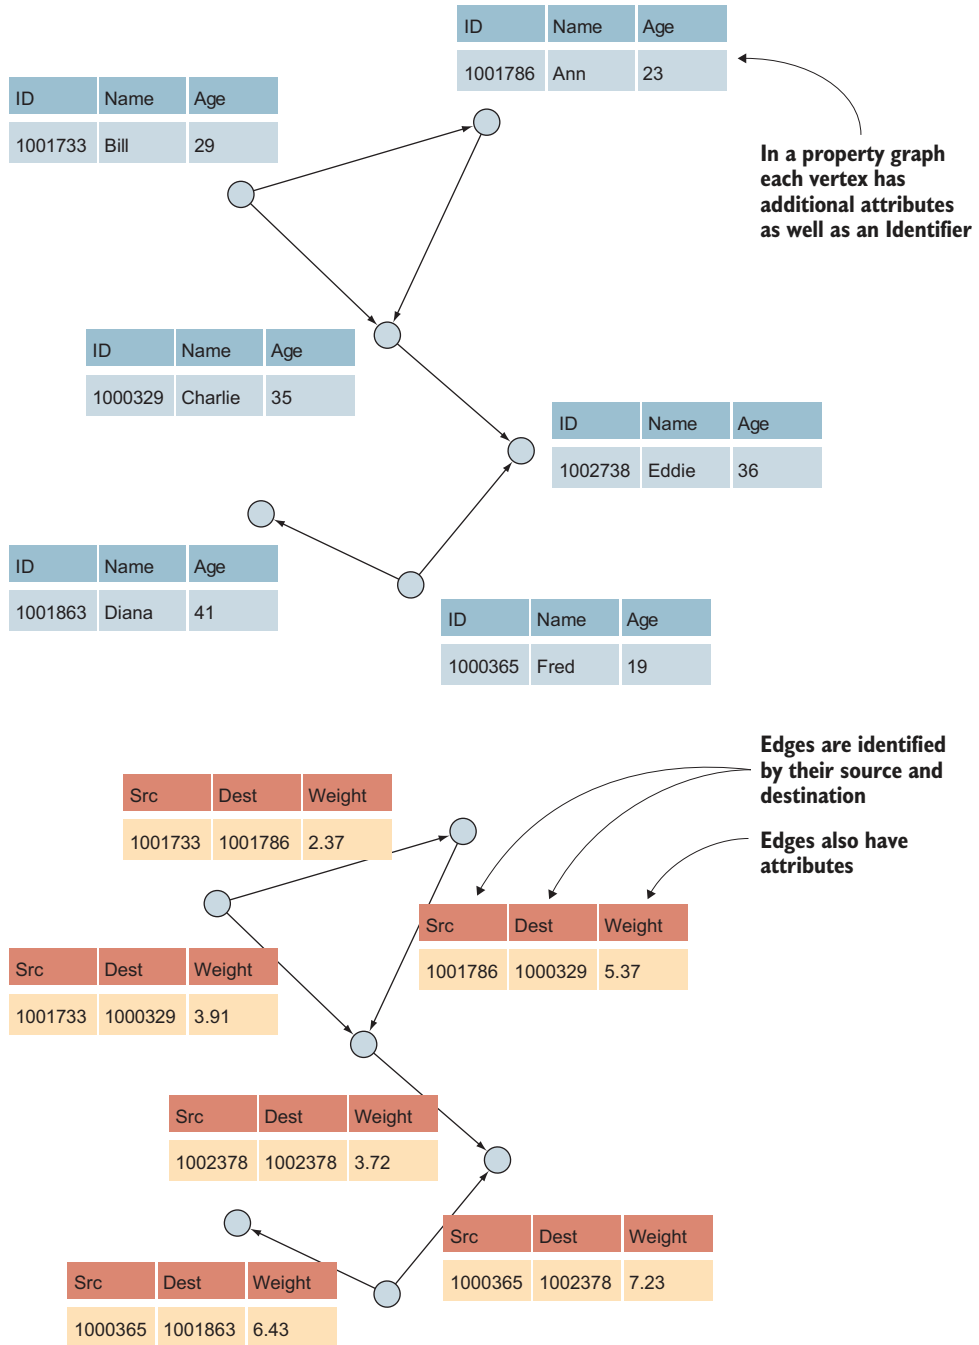 ID Name Age
1001786 Ann 23
ID Name Age
1001733 Bill 29
In a property graph
each vertex has
additional attributes
as well as an Identifier
ID Name Age
1000329 Charlie 35
ID Name Age
1002738 Eddie 36
ID Name Age
1001863 Diana 41
ID Name Age
1000365 Fred 19
Edges are identified
by their source and
destination
Edges also have
attributes
Src Dest Weight
1001733 1001786 2.37
Src Dest Weight
1001786 1000329 5.37
Src Dest Weight
1001733 1000329 3.91
Src Dest Weight
1002378 1002378 3.72
Src Dest Weight
1000365 1002378 7.23
Src Dest Weight
1000365 1001863 6.43